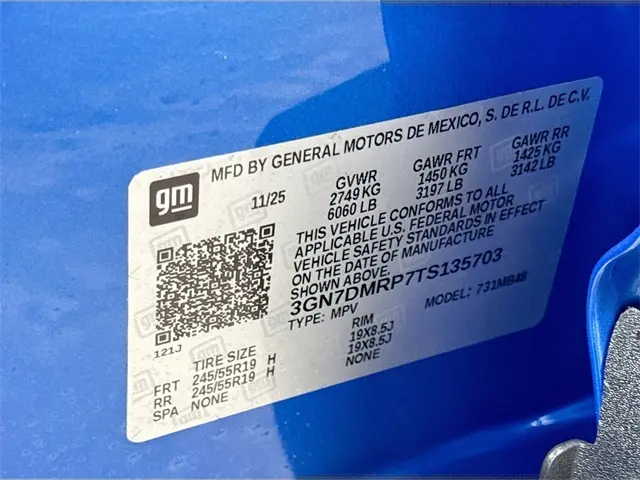 MFD BY GENERAL MOTORS DE MEXICO, S. DE R.L. DE C.V.
gm
11/25
GVWR
2749 KG
6060 LB
GAWR FRT
1450 KG
3197 LB
GAWR RR
1425 KG
3142 LB
THIS VEHICLE CONFORMS TO ALL
APPLICABLE U.S. FEDERAL MOTOR
VEHICLE SAFETY STANDARDS IN EFFECT
ON THE DATE OF MANUFACTURE
SHOWN ABOVE.
3GN7DMRP7TS135703
TYPE: MPV
MODEL: 731MB48
121J
TIRE SIZE
RIM
FRT 245/55R19 H 19X8.5J
RR 245/55R19 H 19X8.5J
SPA NONE NONE